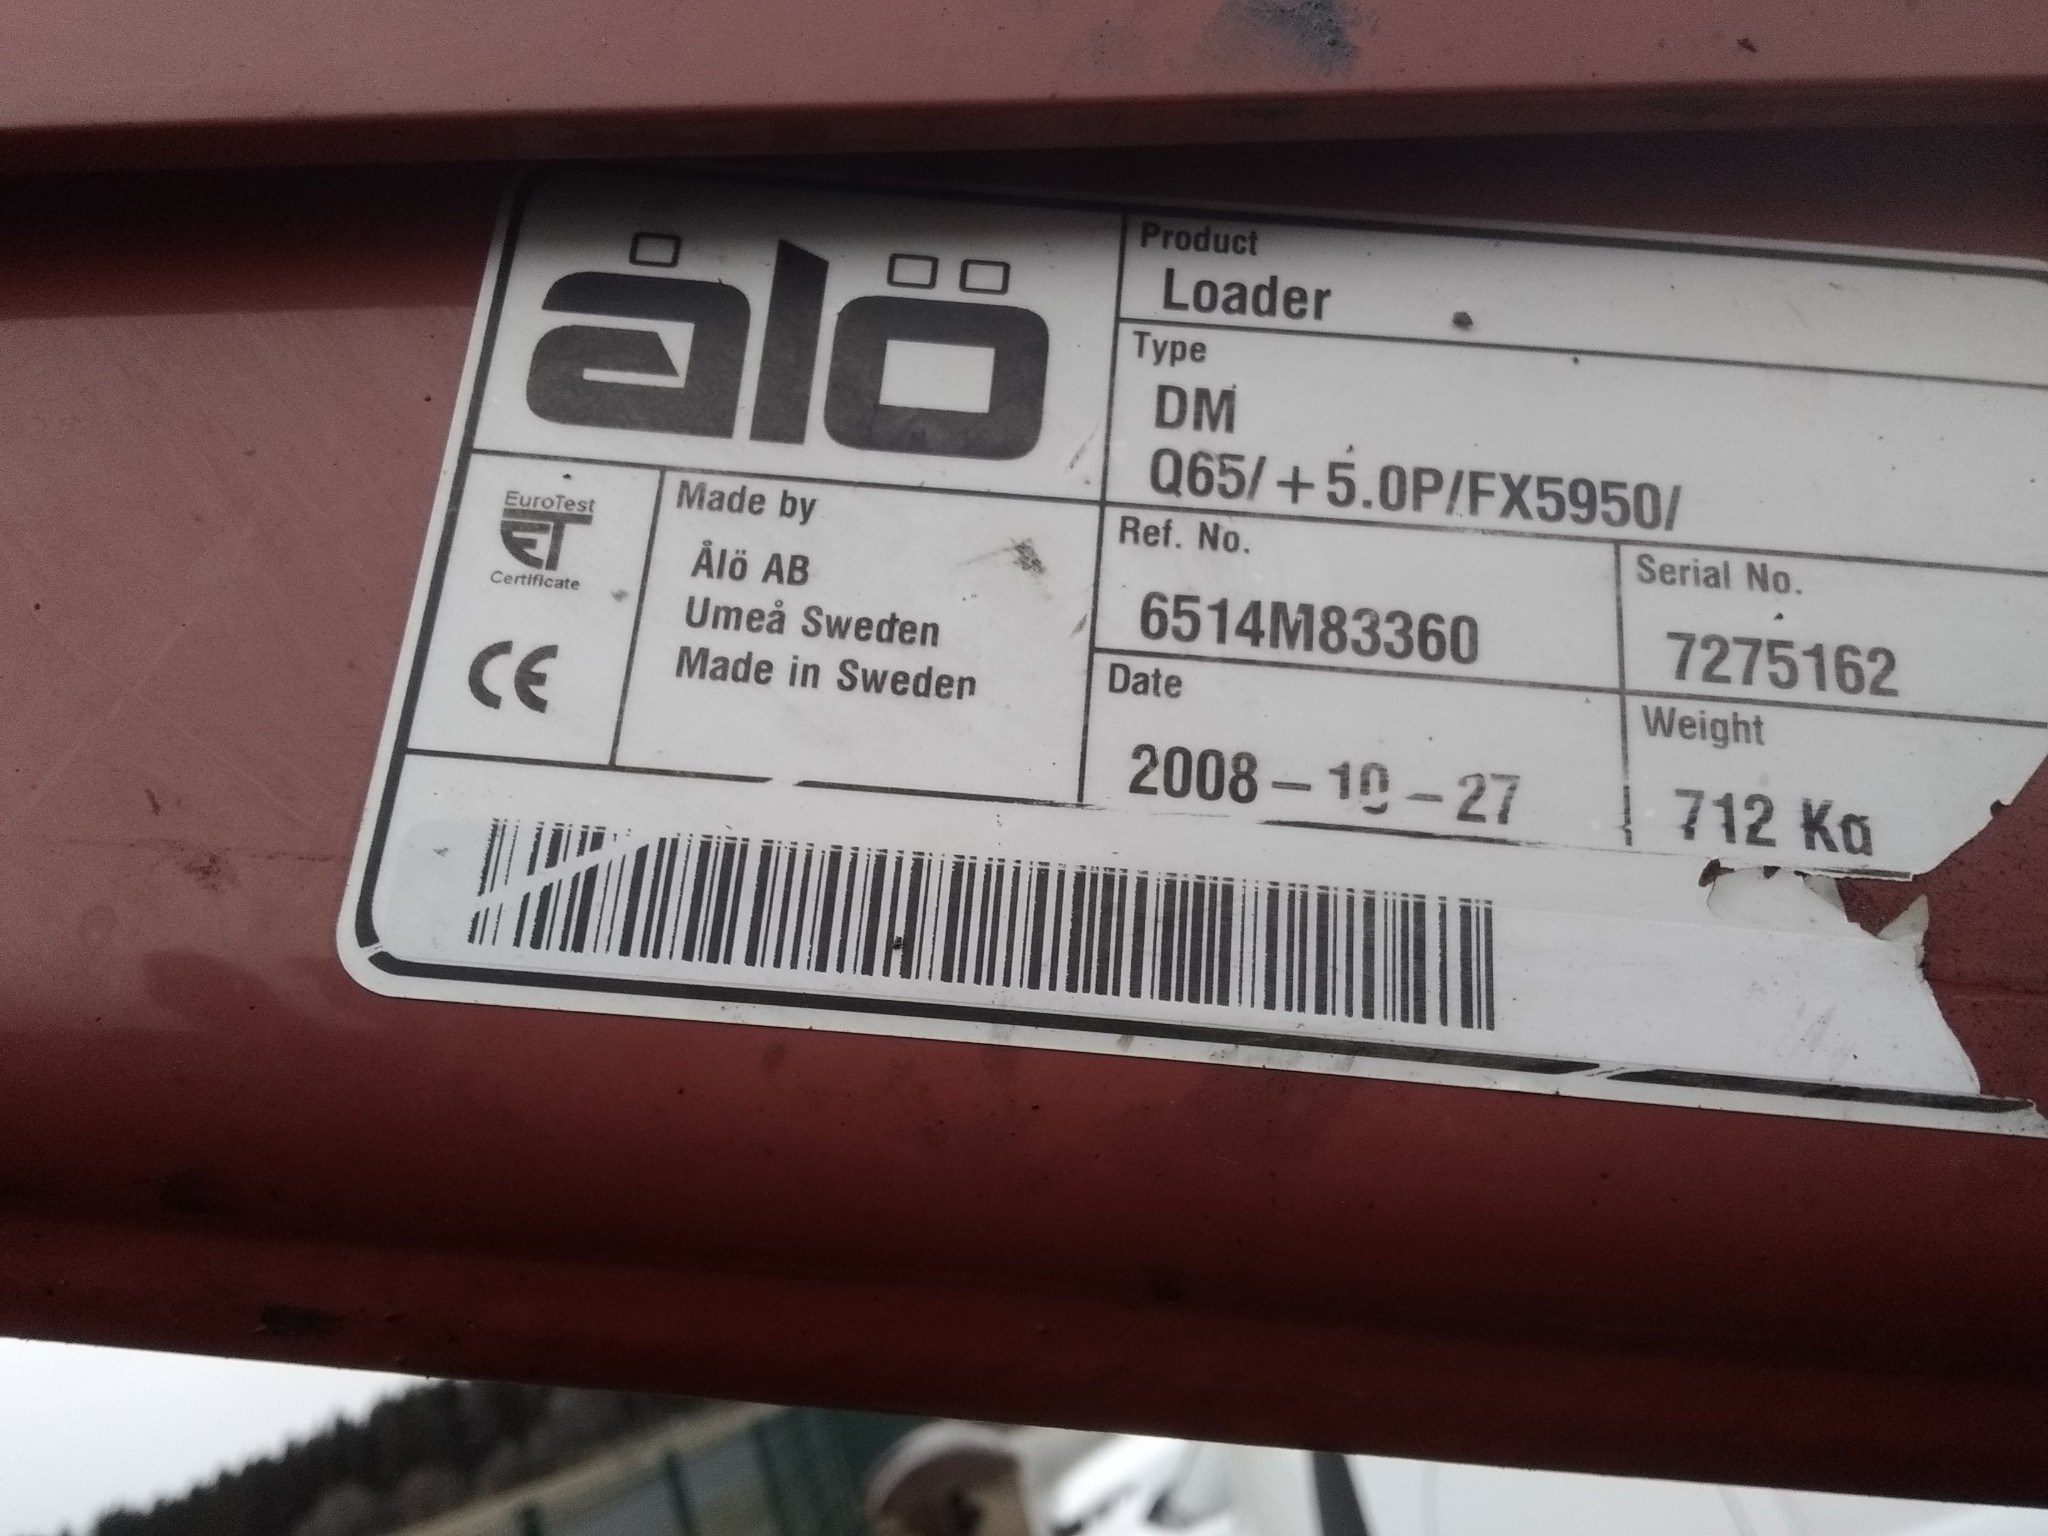 ålö
Product
Loader
Type
DM
Q65/+5.0P/FX5950/
EuroTest
ET
Certificate
CE
Made by
Ålö AB
Umeå Sweden
Made in Sweden
Ref. No.
6514M83360
Serial No.
7275162
Date
2008-10-27
Weight
712 Kg